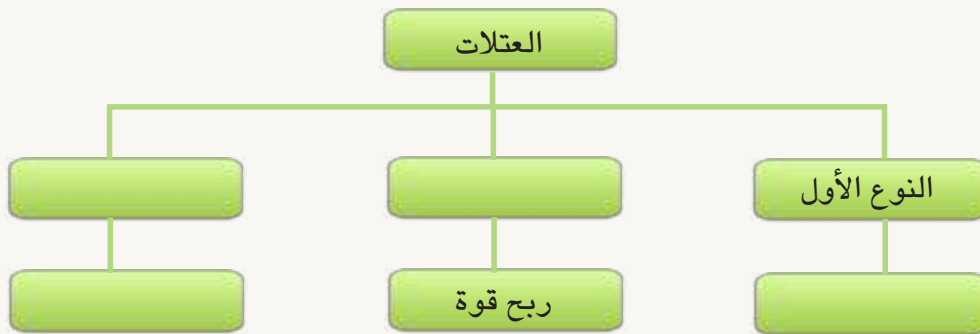 العتلات
النوع الأول
ربح قوة